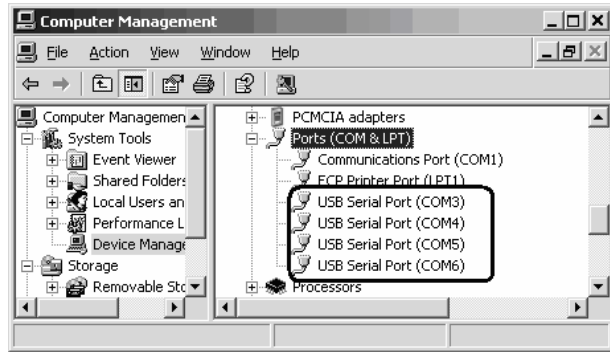 Computer Management
File Action View Window Help
Computer Managemen
System Tools
Event Viewer
Shared Folders
Local Users an
Performance L
Device Manage
Storage
Removable Sto
PCMCIA adapters
Ports (COM & LPT)
Communications Port (COM1)
ECP Printer Port (LPT1)
USB Serial Port (COM3)
USB Serial Port (COM4)
USB Serial Port (COM5)
USB Serial Port (COM6)
Processors